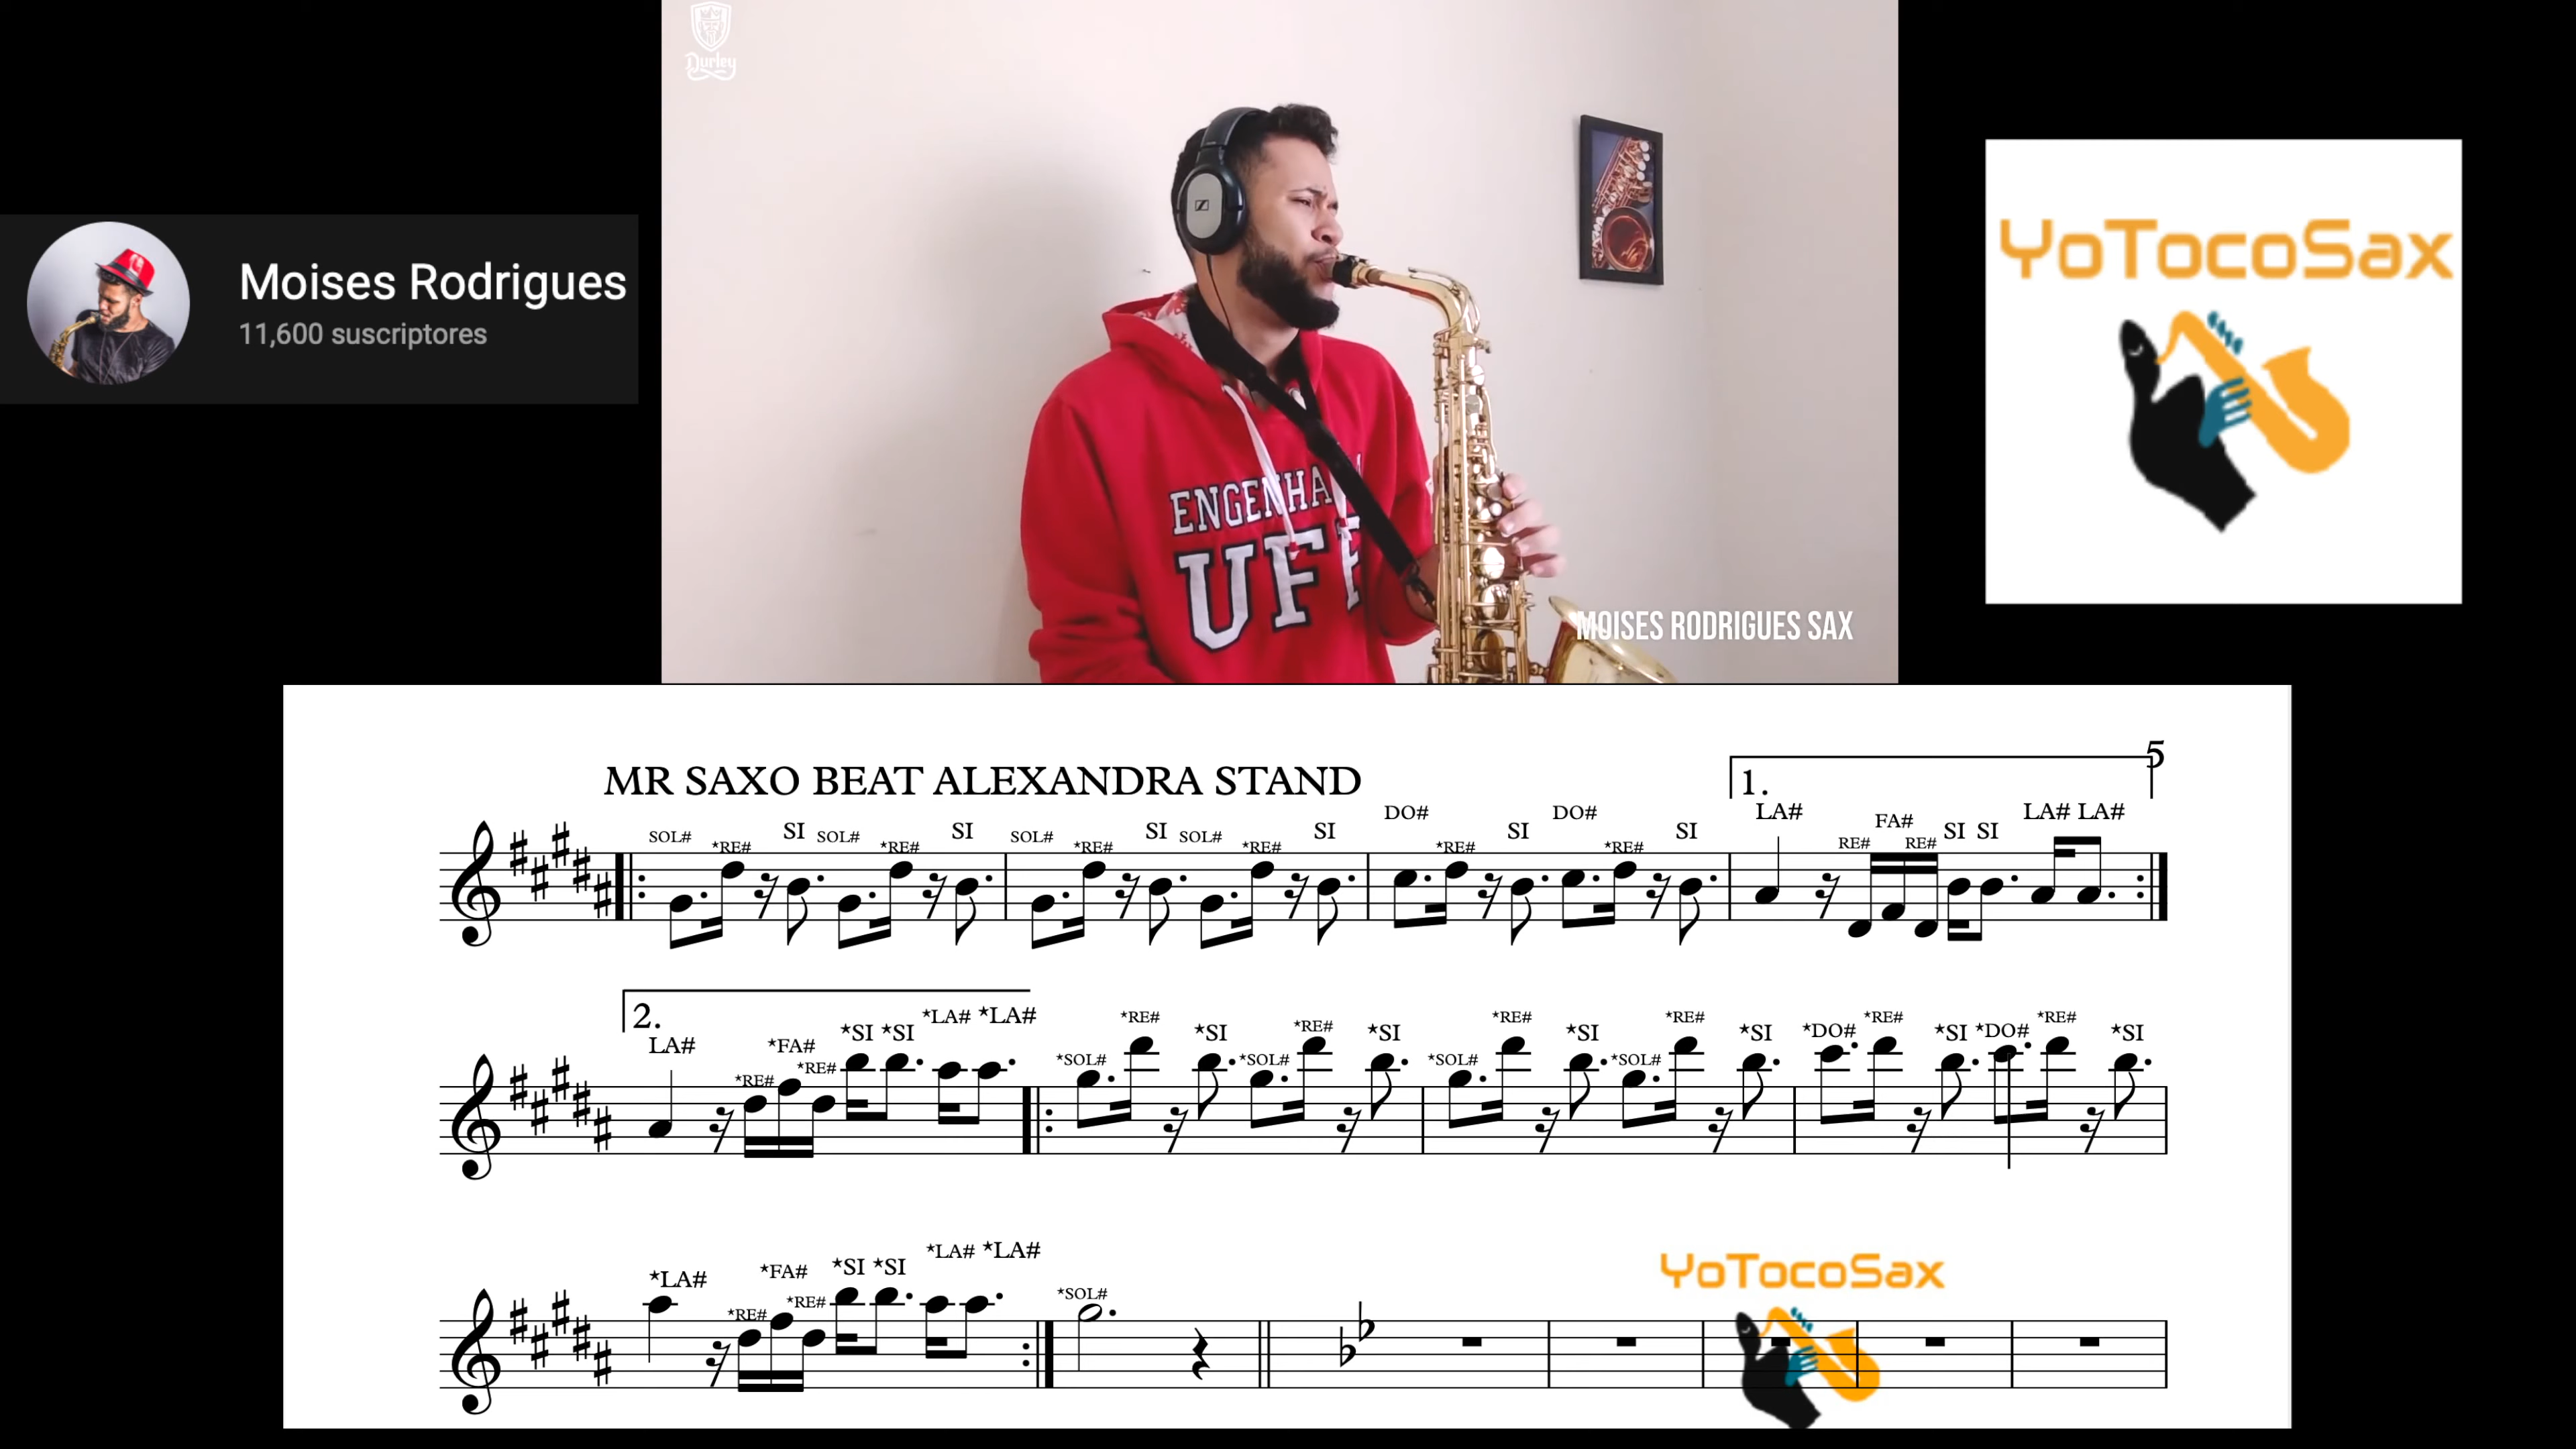 Durley
Moises Rodrigues
11,600 suscriptores
YoTocoSax
ENGENHA
UFF
MOISES RODRIGUES SAX
5
MR SAXO BEAT ALEXANDRA STAND
1.
SOL# *RE# SI SOL# *RE# SI SOL# *RE# SI SOL# *RE# SI DO# *RE# SI DO# *RE# SI LA# RE# FA# RE# SI SI LA# LA#
2.
LA# *RE# *FA# *RE# *SI *SI *LA# *LA# *SOL# *RE# *SI *SOL# *RE# *SI *SOL# *RE# *SI *SOL# *RE# *SI *DO# *RE# *SI *DO# *RE# *SI
*LA# *RE# *FA# *RE# *SI *SI *LA# *LA# *SOL#
YoTocoSax